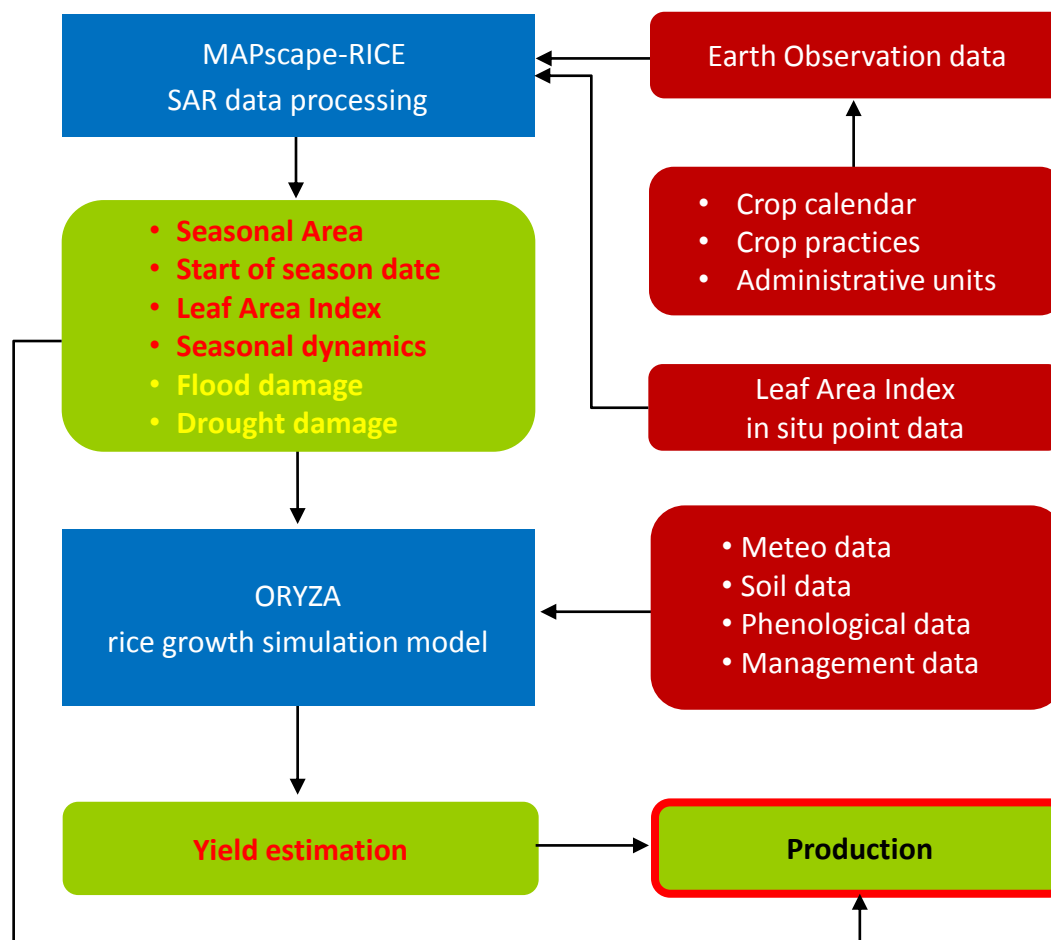 MAPscape-RICE
SAR data processing
Earth Observation data
• Crop calendar
• Crop practices
• Administrative units
• Seasonal Area
• Start of season date
• Leaf Area Index
• Seasonal dynamics
• Flood damage
• Drought damage
Leaf Area Index
in situ point data
ORYZA
rice growth simulation model
• Meteo data
• Soil data
• Phenological data
• Management data
Yield estimation
Production